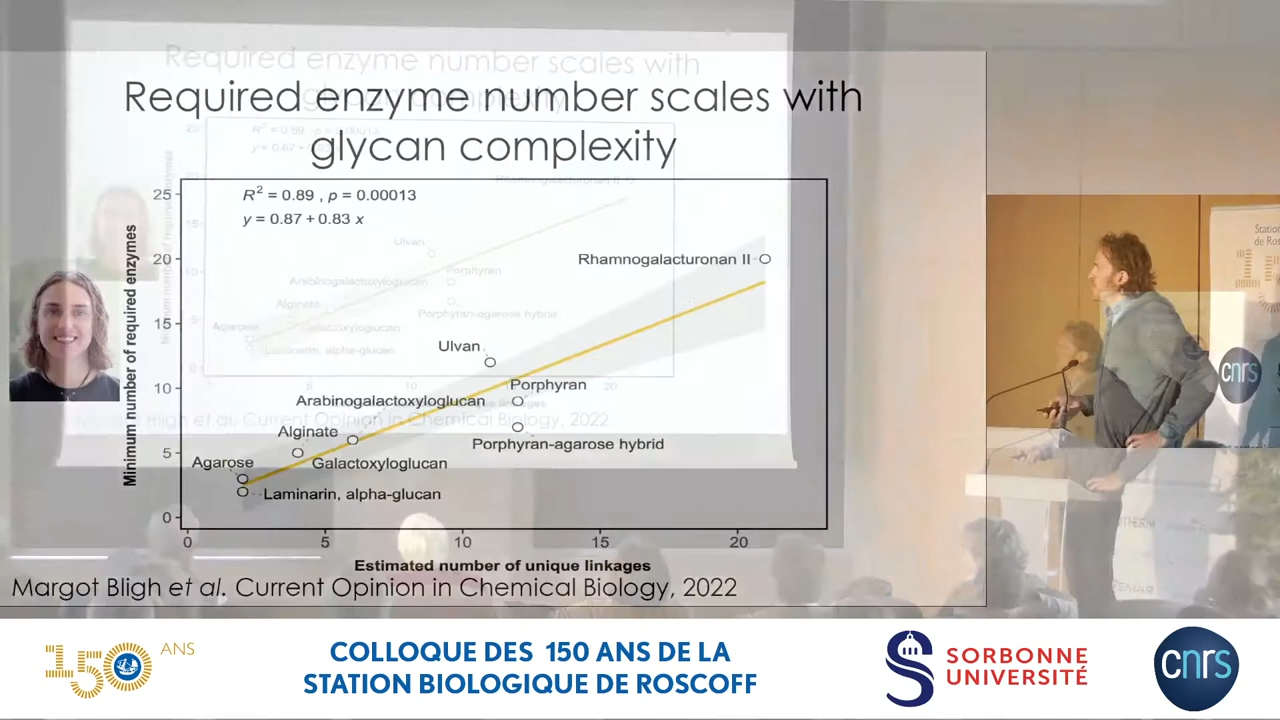 Required enzyme number scales with
glycan complexity
R² = 0.89 , p = 0.00013
y = 0.87 + 0.83 x
Minimum number of required enzymes
25
20
15
10
5
0
Rhamnogalacturonan II
Ulvan
Porphyran
Arabinogalactoxyloglucan
Porphyran-agarose hybrid
Alginate
Galactoxyloglucan
Agarose
Laminarin, alpha-glucan
0 5 10 15 20
Estimated number of unique linkages
Margot Bligh et al. Current Opinion in Chemical Biology, 2022
Station
de Ros
cnrs
150 ANS
COLLOQUE DES 150 ANS DE LA
STATION BIOLOGIQUE DE ROSCOFF
SORBONNE
UNIVERSITÉ
cnrs